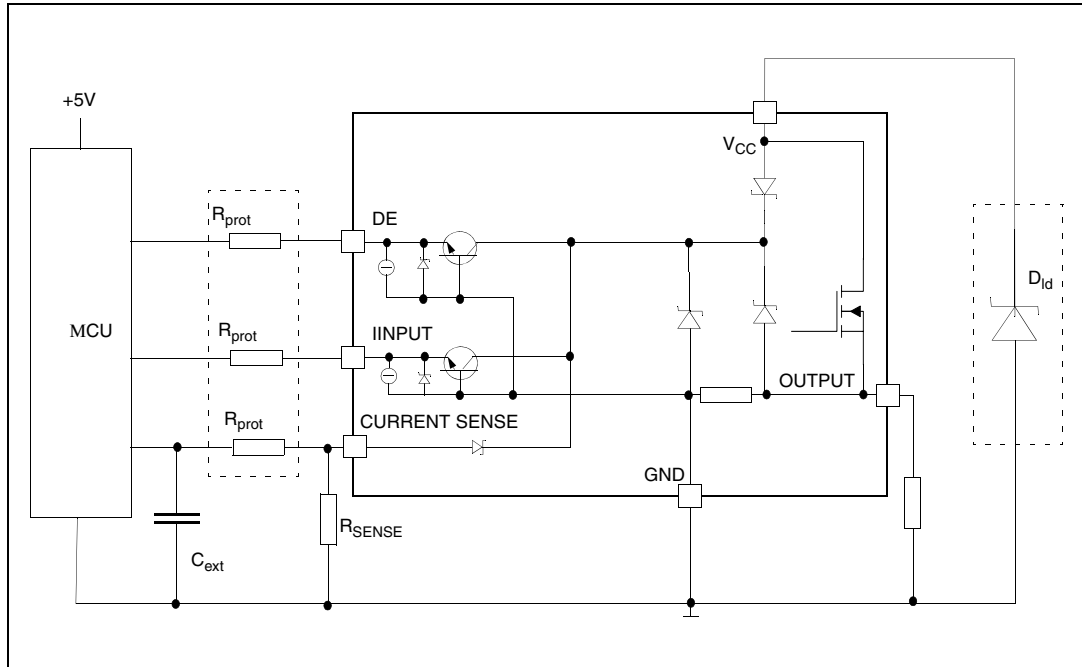 +5V
V_CC
R_prot
DE
D_ld
MCU
R_prot
IINPUT
OUTPUT
R_prot
CURRENT SENSE
GND
R_SENSE
C_ext